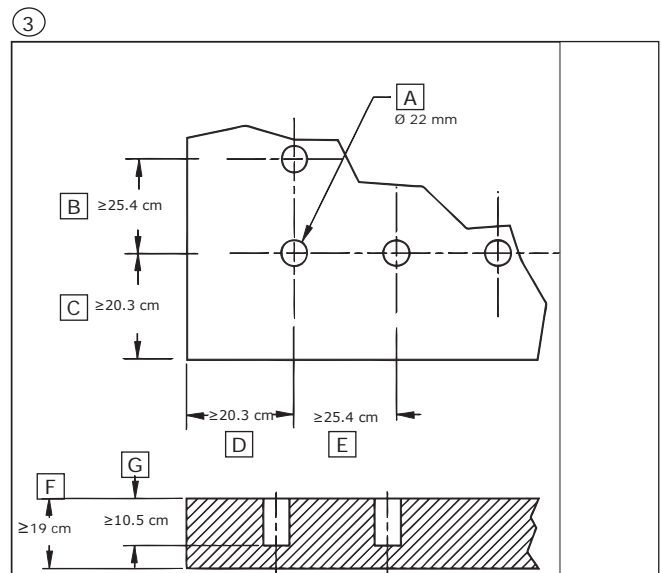 3
A
Ø 22 mm
B ≥25.4 cm
C ≥20.3 cm
≥20.3 cm ≥25.4 cm
D E
G
F
≥10.5 cm
≥19 cm